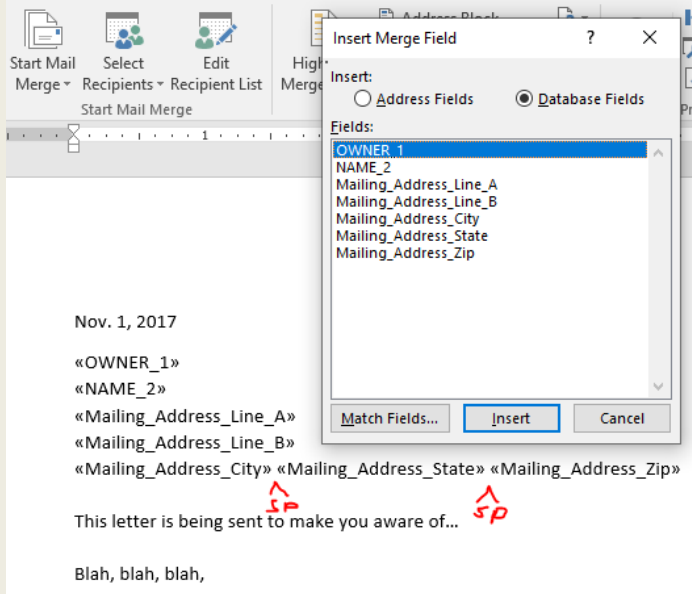 Address Block
Start Mail Merge
Select Recipients
Edit Recipient List
High
Merge
Start Mail Merge
1
Insert Merge Field
?
Insert:
Address Fields
Database Fields
Fields:
OWNER_1
NAME_2
Mailing_Address_Line_A
Mailing_Address_Line_B
Mailing_Address_City
Mailing_Address_State
Mailing_Address_Zip
Match Fields...
Insert
Cancel
Nov. 1, 2017
«OWNER_1»
«NAME_2»
«Mailing_Address_Line_A»
«Mailing_Address_Line_B»
«Mailing_Address_City» «Mailing_Address_State» «Mailing_Address_Zip»
SP SP
This letter is being sent to make you aware of…
Blah, blah, blah,